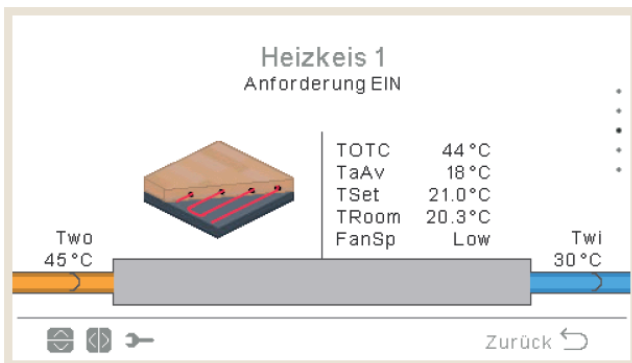 Heizkeis 1
Anforderung EIN
TOTC 44°C
TaAv 18°C
TSet 21.0°C
TRoom 20.3°C
FanSp Low
Two
45°C
Twi
30°C
Zurück